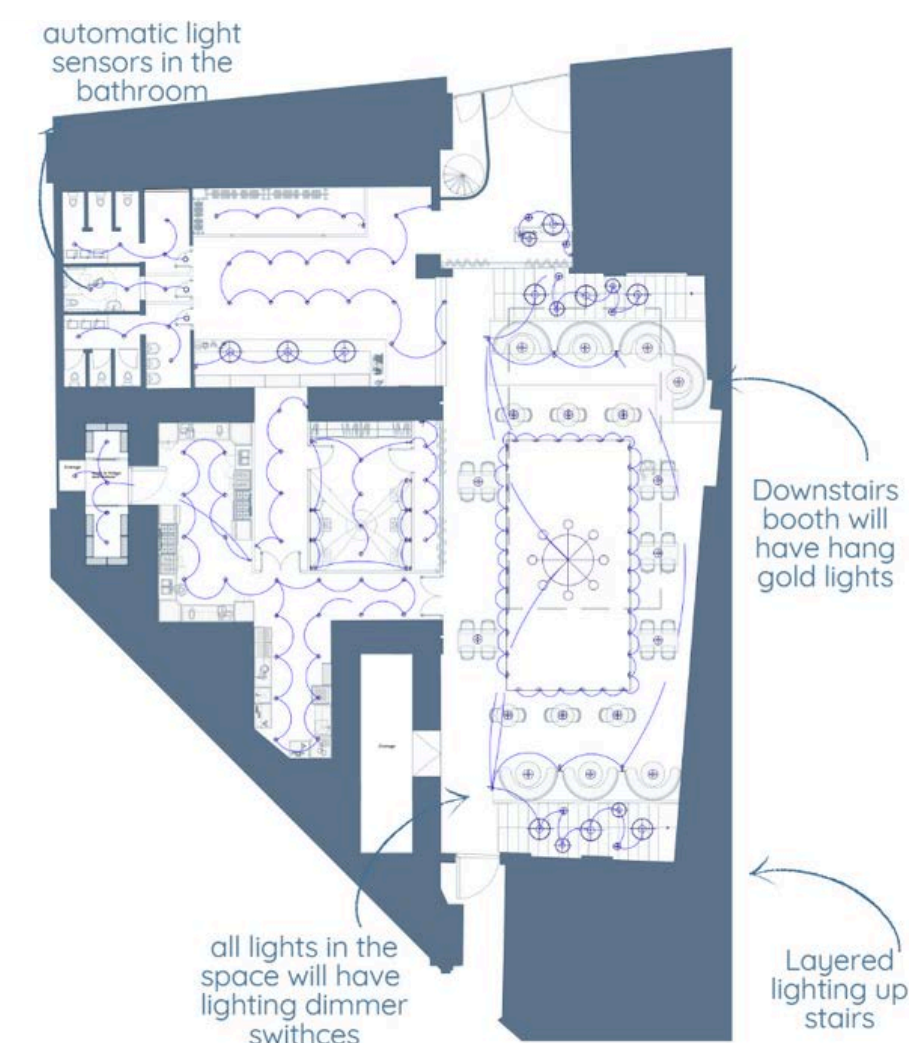 automatic light
sensors in the
bathroom
Downstairs
booth will
have hang
gold lights
Storage
all lights in the
space will have
lighting dimmer
swithces
Layered
lighting up
stairs